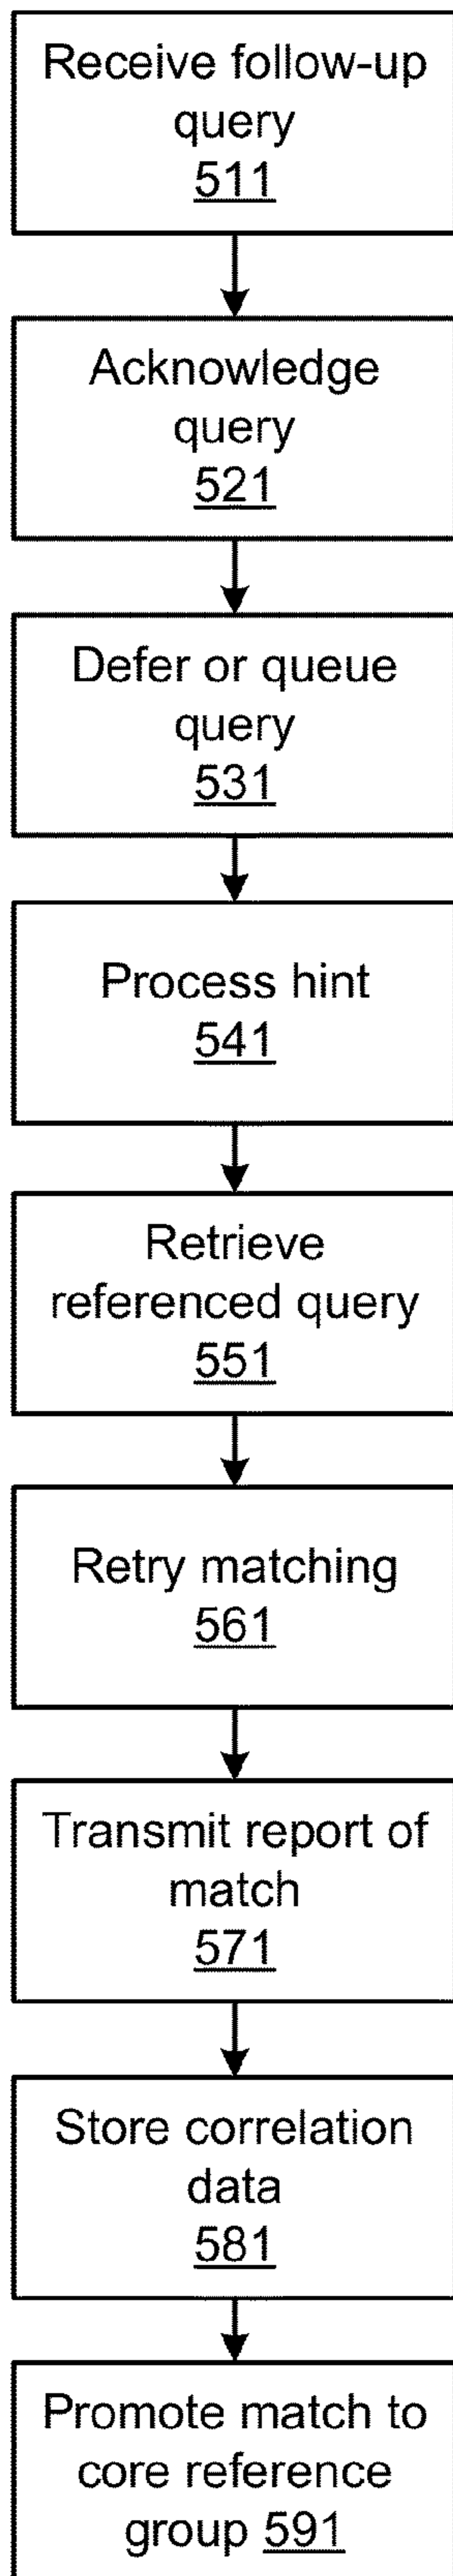 Receive follow-up
query
511
Acknowledge
query
521
Defer or queue
query
531
Process hint
541
Retrieve
referenced query
551
Retry matching
561
Transmit report of
match
571
Store correlation
data
581
Promote match to
core reference
group 591